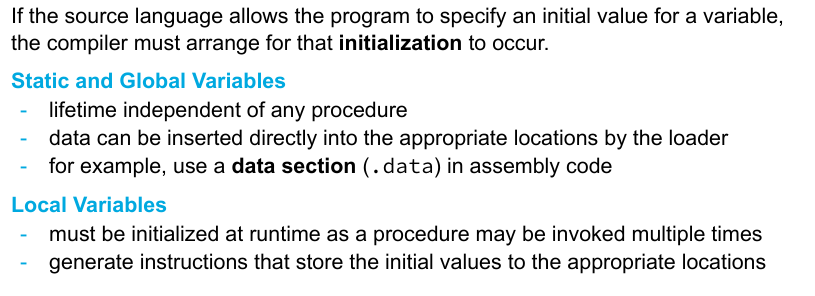 If the source language allows the program to specify an initial value for a variable,
the compiler must arrange for that initialization to occur.
Static and Global Variables
- lifetime independent of any procedure
- data can be inserted directly into the appropriate locations by the loader
- for example, use a data section (.data) in assembly code
Local Variables
- must be initialized at runtime as a procedure may be invoked multiple times
- generate instructions that store the initial values to the appropriate locations